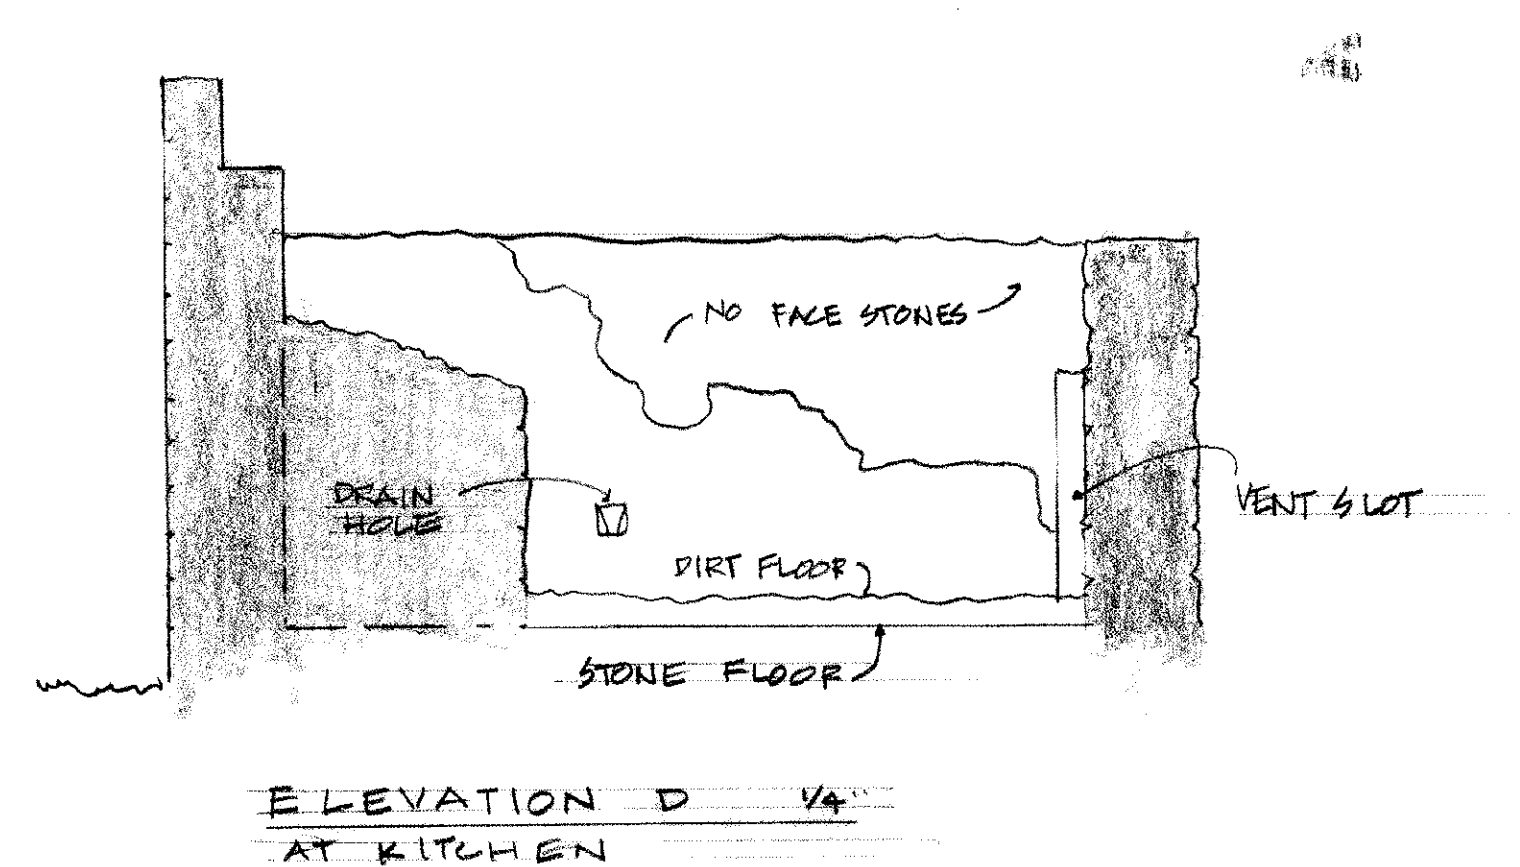 NO FACE STONES
DRAIN
HOLE
VENT SLOT
DIRT FLOOR
STONE FLOOR
ELEVATION D 1/4"
AT KITCHEN